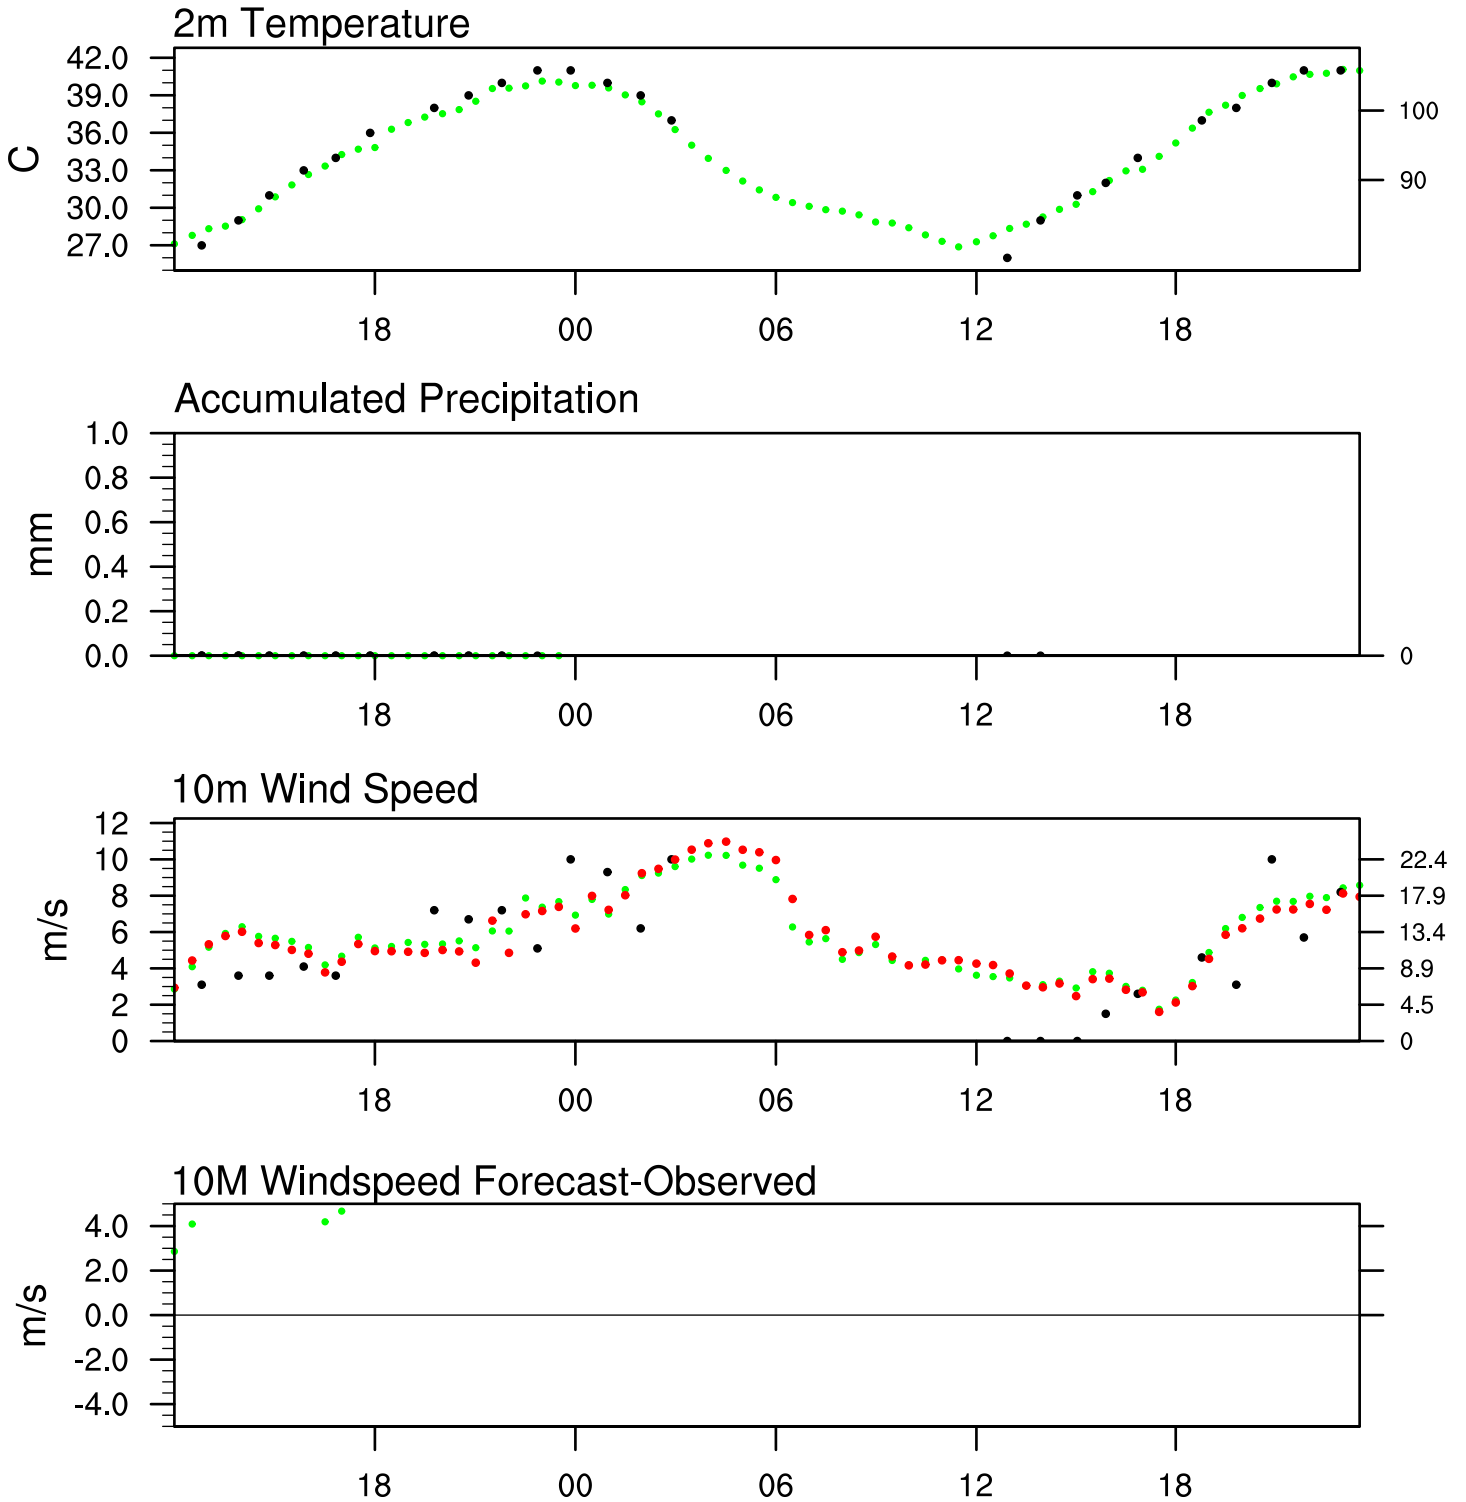 2m Temperature
42.0
39.0
36.0
33.0
30.0
27.0
C
100
90
18 00 06 12 18
Accumulated Precipitation
1.0
0.8
0.6
0.4
0.2
0.0
mm
0
18 00 06 12 18
10m Wind Speed
12
10
8
6
4
2
0
m/s
22.4
17.9
13.4
8.9
4.5
0
18 00 06 12 18
10M Windspeed Forecast-Observed
4.0
2.0
0.0
-2.0
-4.0
m/s
18 00 06 12 18